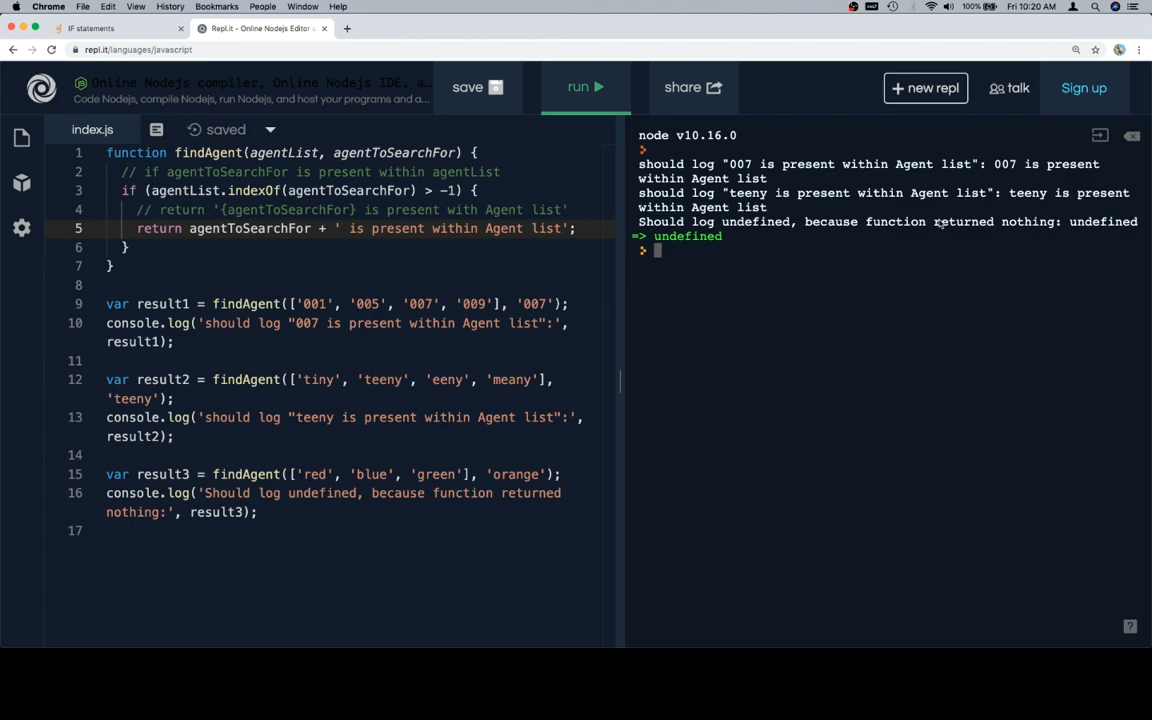 Chrome File Edit View History Bookmarks People Window Help 100% Fri 10:20 AM
IF statements
Repl.it - Online Nodejs Editor a
repl.it/languages/javascript
Online Nodejs compiler, Online Nodejs IDE, a…
Code Nodejs, compile Nodejs, run Nodejs, and host your programs and a…
save
run
share
+ new repl
talk
Sign up
index.js
saved
1 function findAgent(agentList, agentToSearchFor) {
2 // if agentToSearchFor is present within agentList
3 if (agentList.indexOf(agentToSearchFor) > -1) {
4 // return '{agentToSearchFor} is present with Agent list'
5 return agentToSearchFor + ' is present within Agent list';
6 }
7 }
8
9 var result1 = findAgent(['001', '005', '007', '009'], '007');
10 console.log('should log "007 is present within Agent list":',
result1);
11
12 var result2 = findAgent(['tiny', 'teeny', 'eeny', 'meany'],
'teeny');
13 console.log('should log "teeny is present within Agent list":',
result2);
14
15 var result3 = findAgent(['red', 'blue', 'green'], 'orange');
16 console.log('Should log undefined, because function returned
nothing:', result3);
17
node v10.16.0
should log "007 is present within Agent list": 007 is present
within Agent list
should log "teeny is present within Agent list": teeny is present
within Agent list
Should log undefined, because function returned nothing: undefined
=> undefined
?